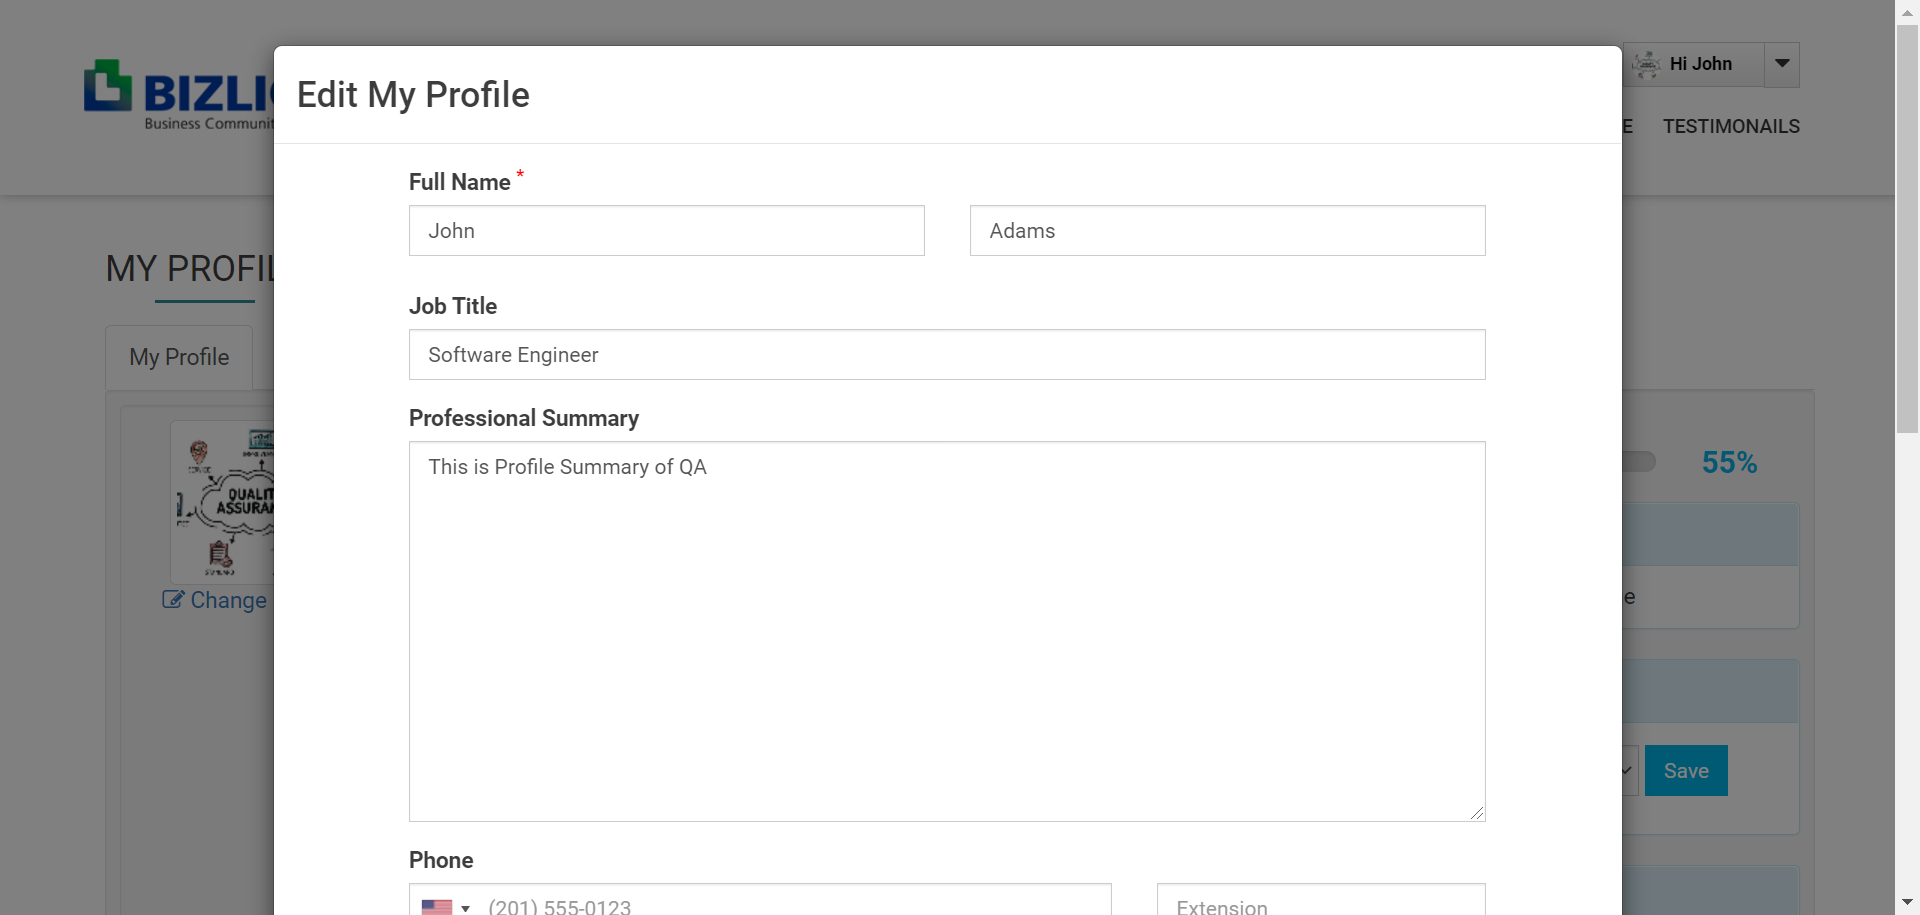 BIZLI
Business Communit
Hi John
E TESTIMONAILS
MY PROFIL
My Profile
QUALIT
ASSURA
Change
Edit My Profile
Full Name *
John Adams
Job Title
Software Engineer
Professional Summary
This is Profile Summary of QA
Phone
(201) 555-0123 Extension
55%
e
Save